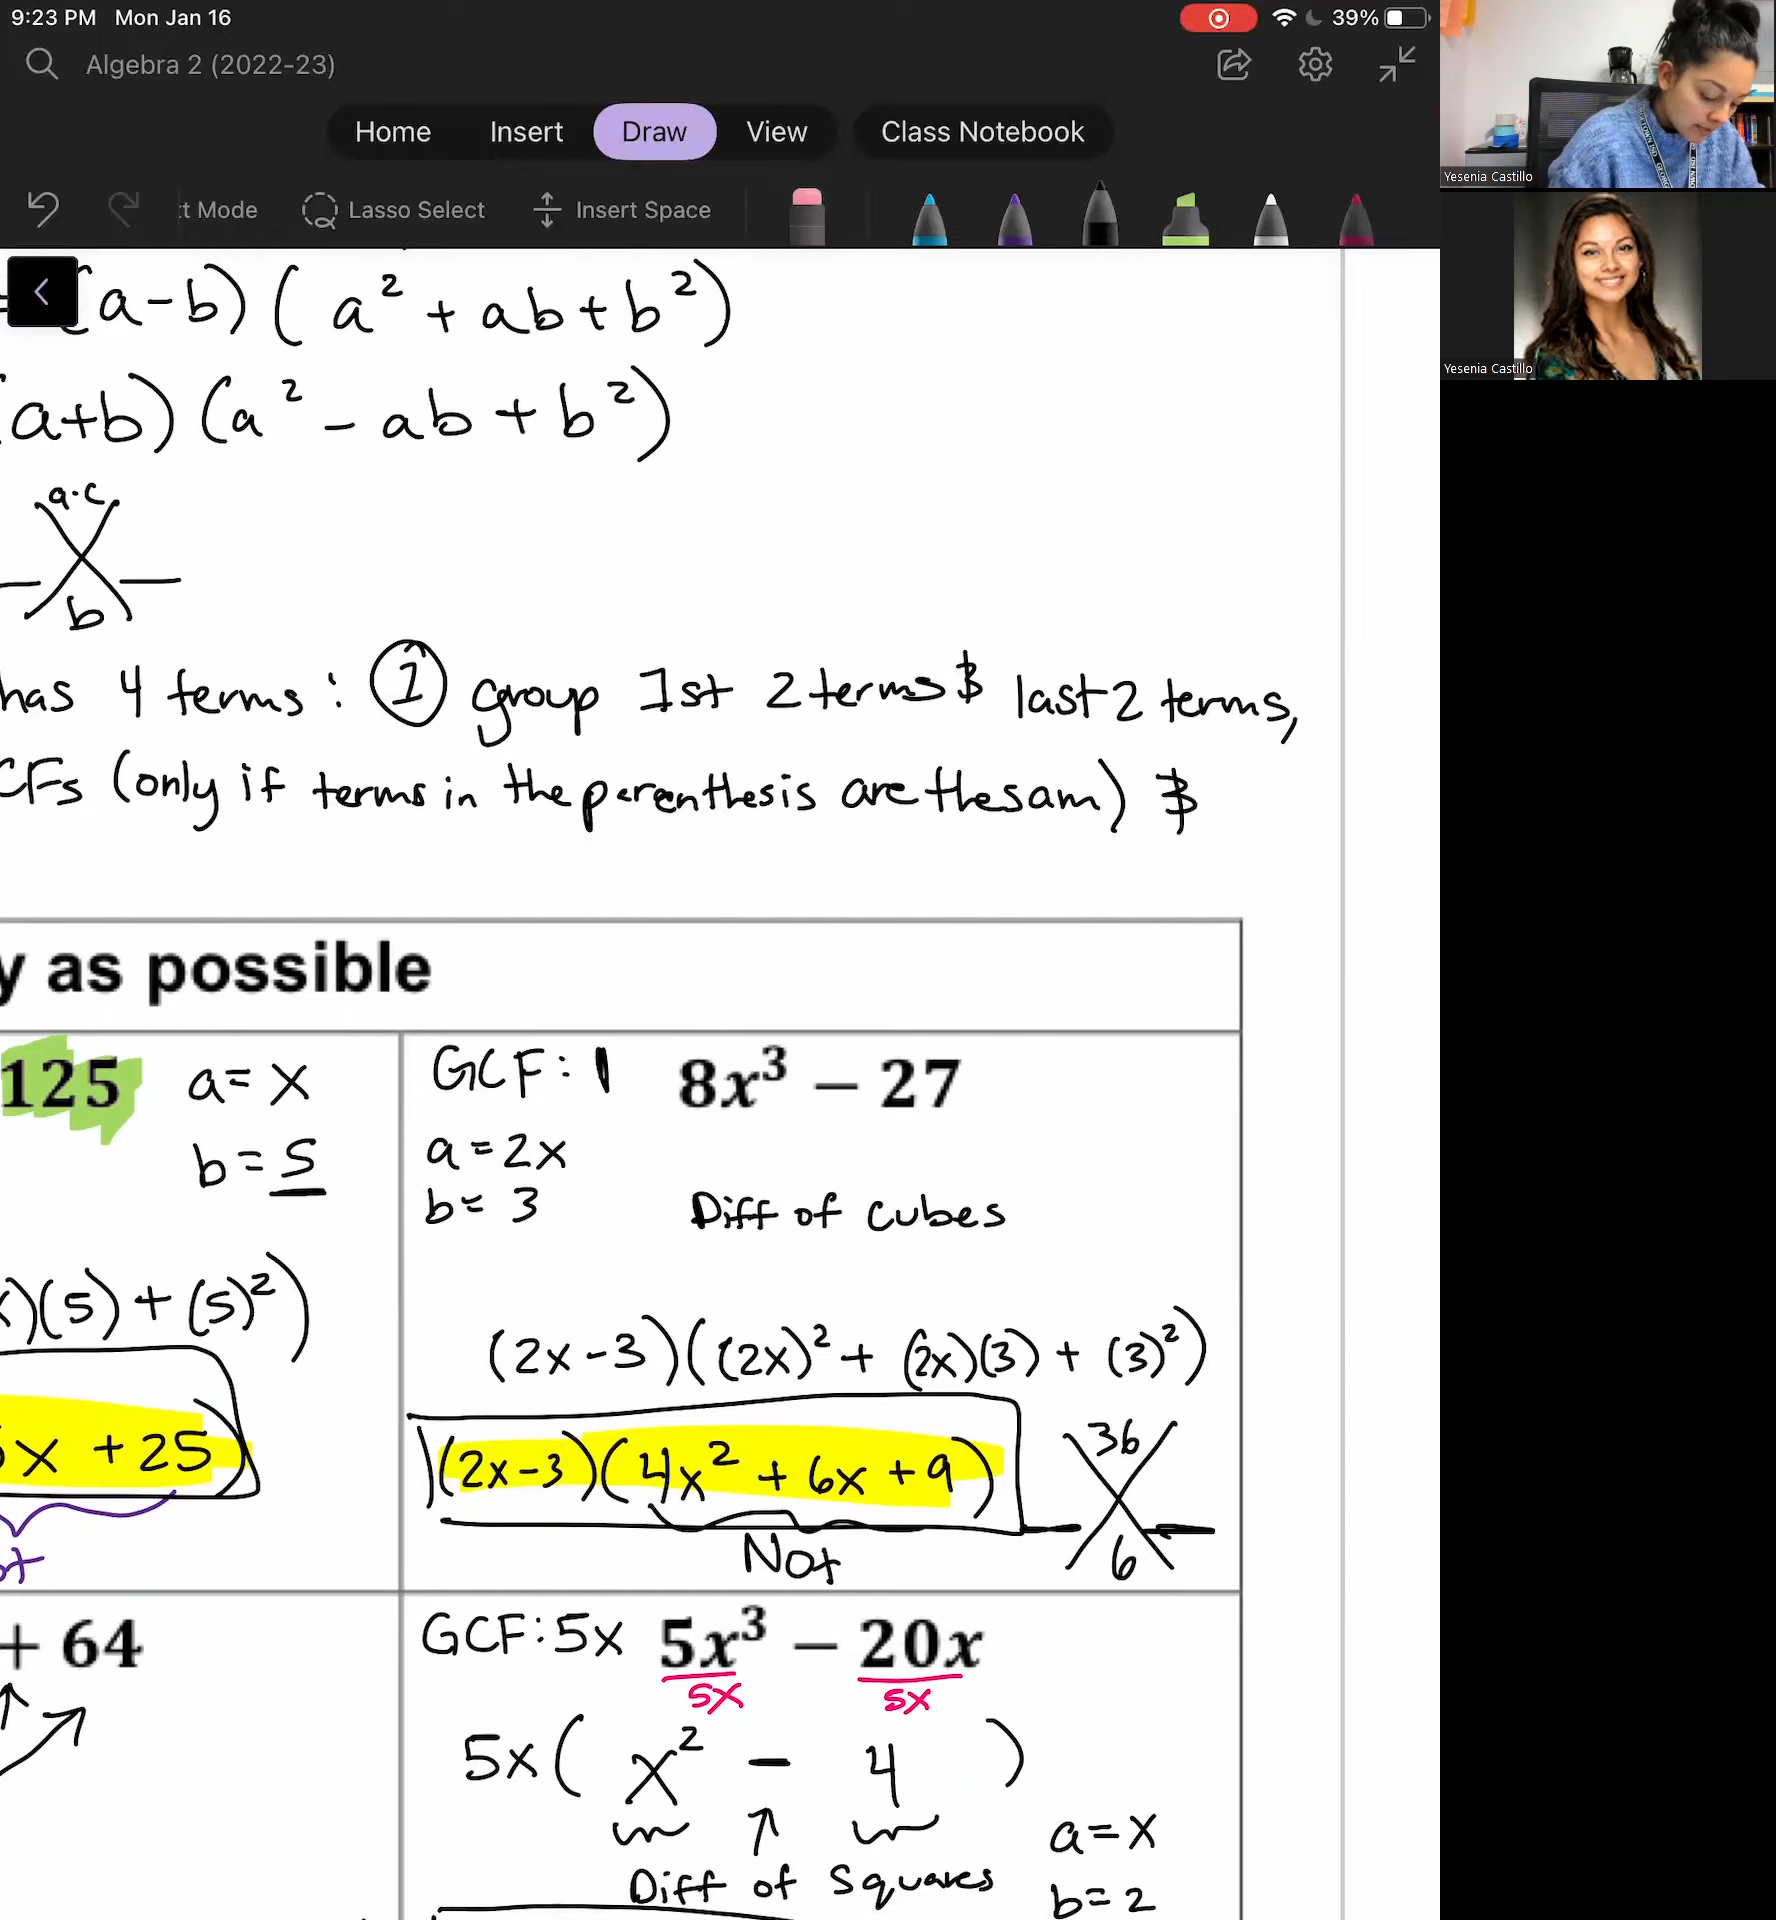 9:23 PM Mon Jan 16
39%
Algebra 2 (2022-23)
Home Insert Draw View Class Notebook
t Mode Lasso Select Insert Space
Yesenia Castillo
Yesenia Castillo
(a-b) ( a² + ab + b²)
(a+b) (a² - ab + b²)
a·c
b
has 4 terms : ① group 1st 2 terms & last 2 terms,
CFs (only if terms in the parenthesis are the sam) &
y as possible
125 a = x
b = 5
)(5) + (5)²)
x + 25)
GCF: 1 8x³ − 27
a = 2x
b = 3 Diff of cubes
(2x-3)((2x)² + (2x)(3) + (3)²)
(2x-3)(4x² + 6x + 9)
36
6
Not
+ 64
GCF: 5x 5x³ − 20x
5x 5x
5x ( x² - 4 )
a = x
Diff of Squares
b = 2